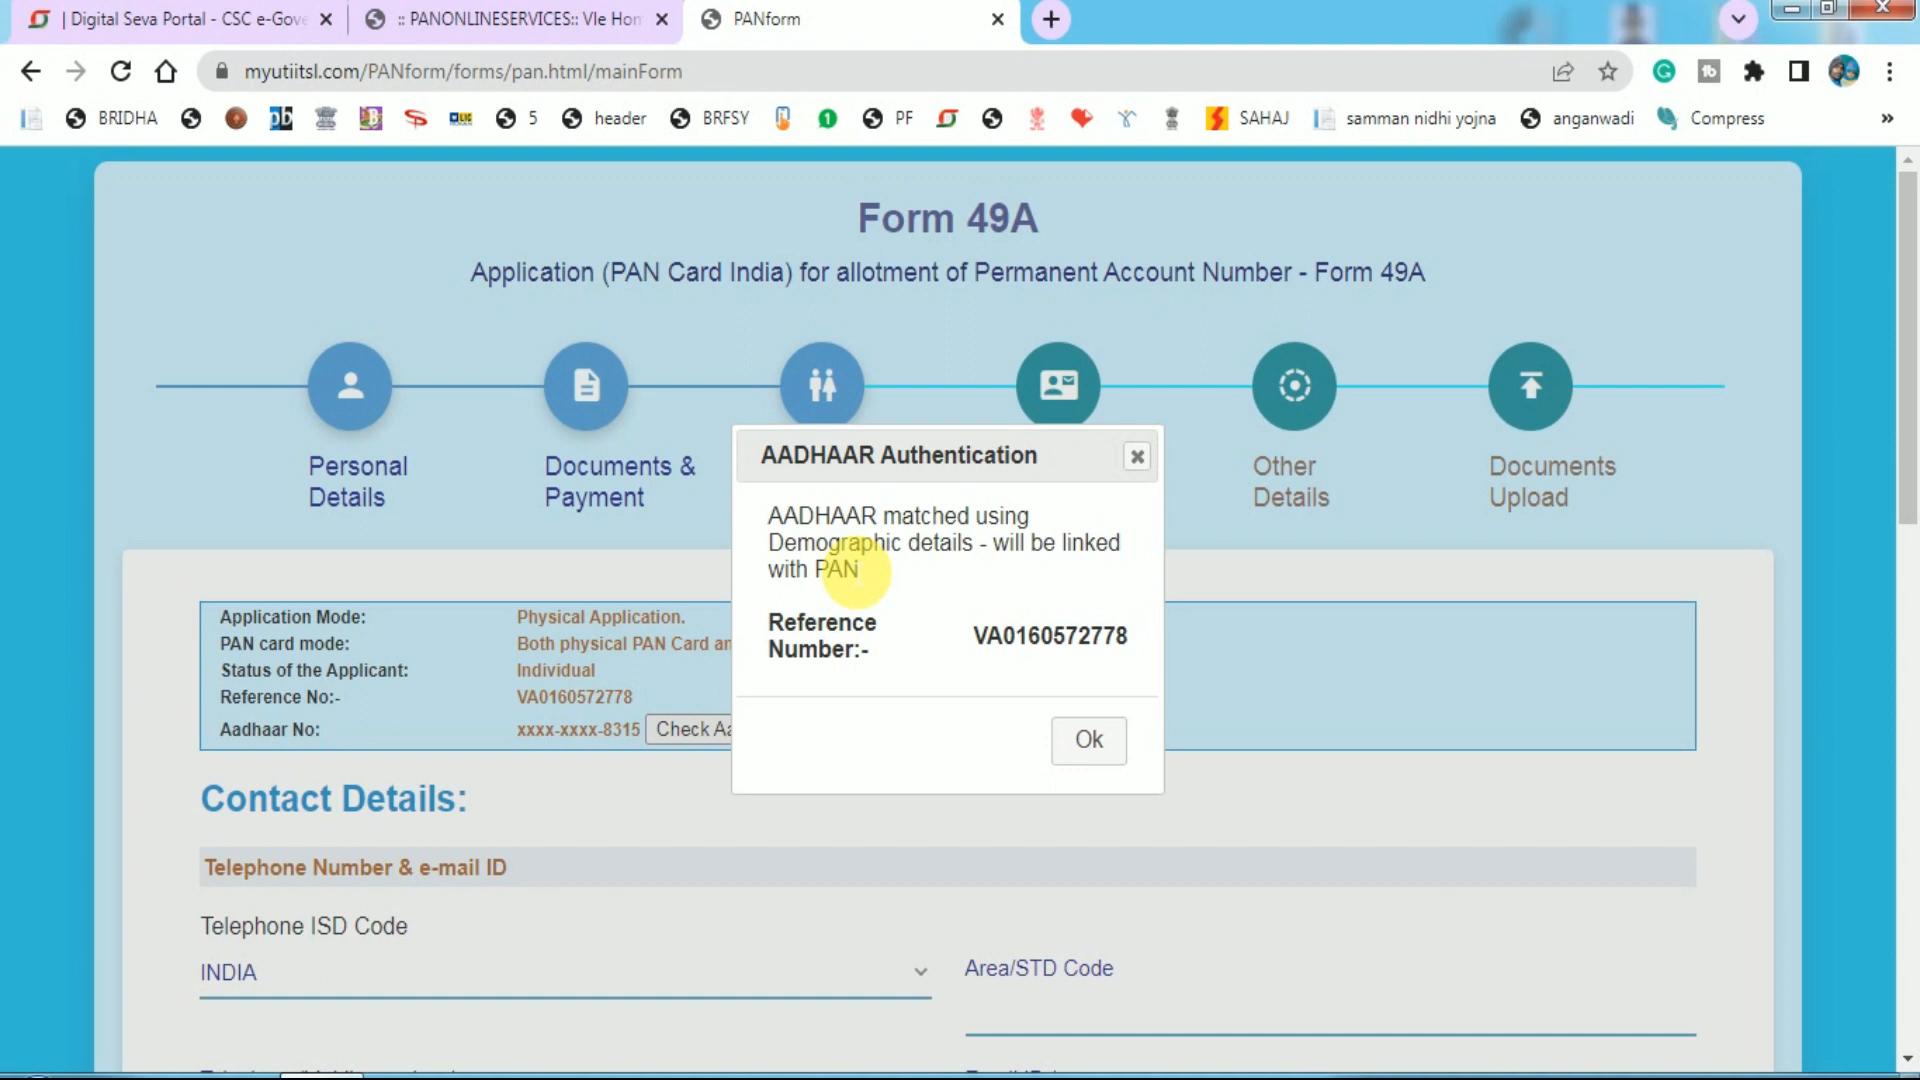 | Digital Seva Portal - CSC e-Gove
:: PANONLINESERVICES:: Vle Hom
PANform
myutiitsl.com/PANform/forms/pan.html/mainForm
BRIDHA
5
header
BRFSY
PF
SAHAJ
samman nidhi yojna
anganwadi
Compress
»
Form 49A
Application (PAN Card India) for allotment of Permanent Account Number - Form 49A
Personal Details
Documents & Payment
Other Details
Documents Upload
AADHAAR Authentication
AADHAAR matched using
Demographic details - will be linked
with PAN
Reference Number:- VA0160572778
Ok
Application Mode: Physical Application.
PAN card mode: Both physical PAN Card an
Status of the Applicant: Individual
Reference No:- VA0160572778
Aadhaar No: xxxx-xxxx-8315 Check Aa
Contact Details:
Telephone Number & e-mail ID
Telephone ISD Code
INDIA
Area/STD Code